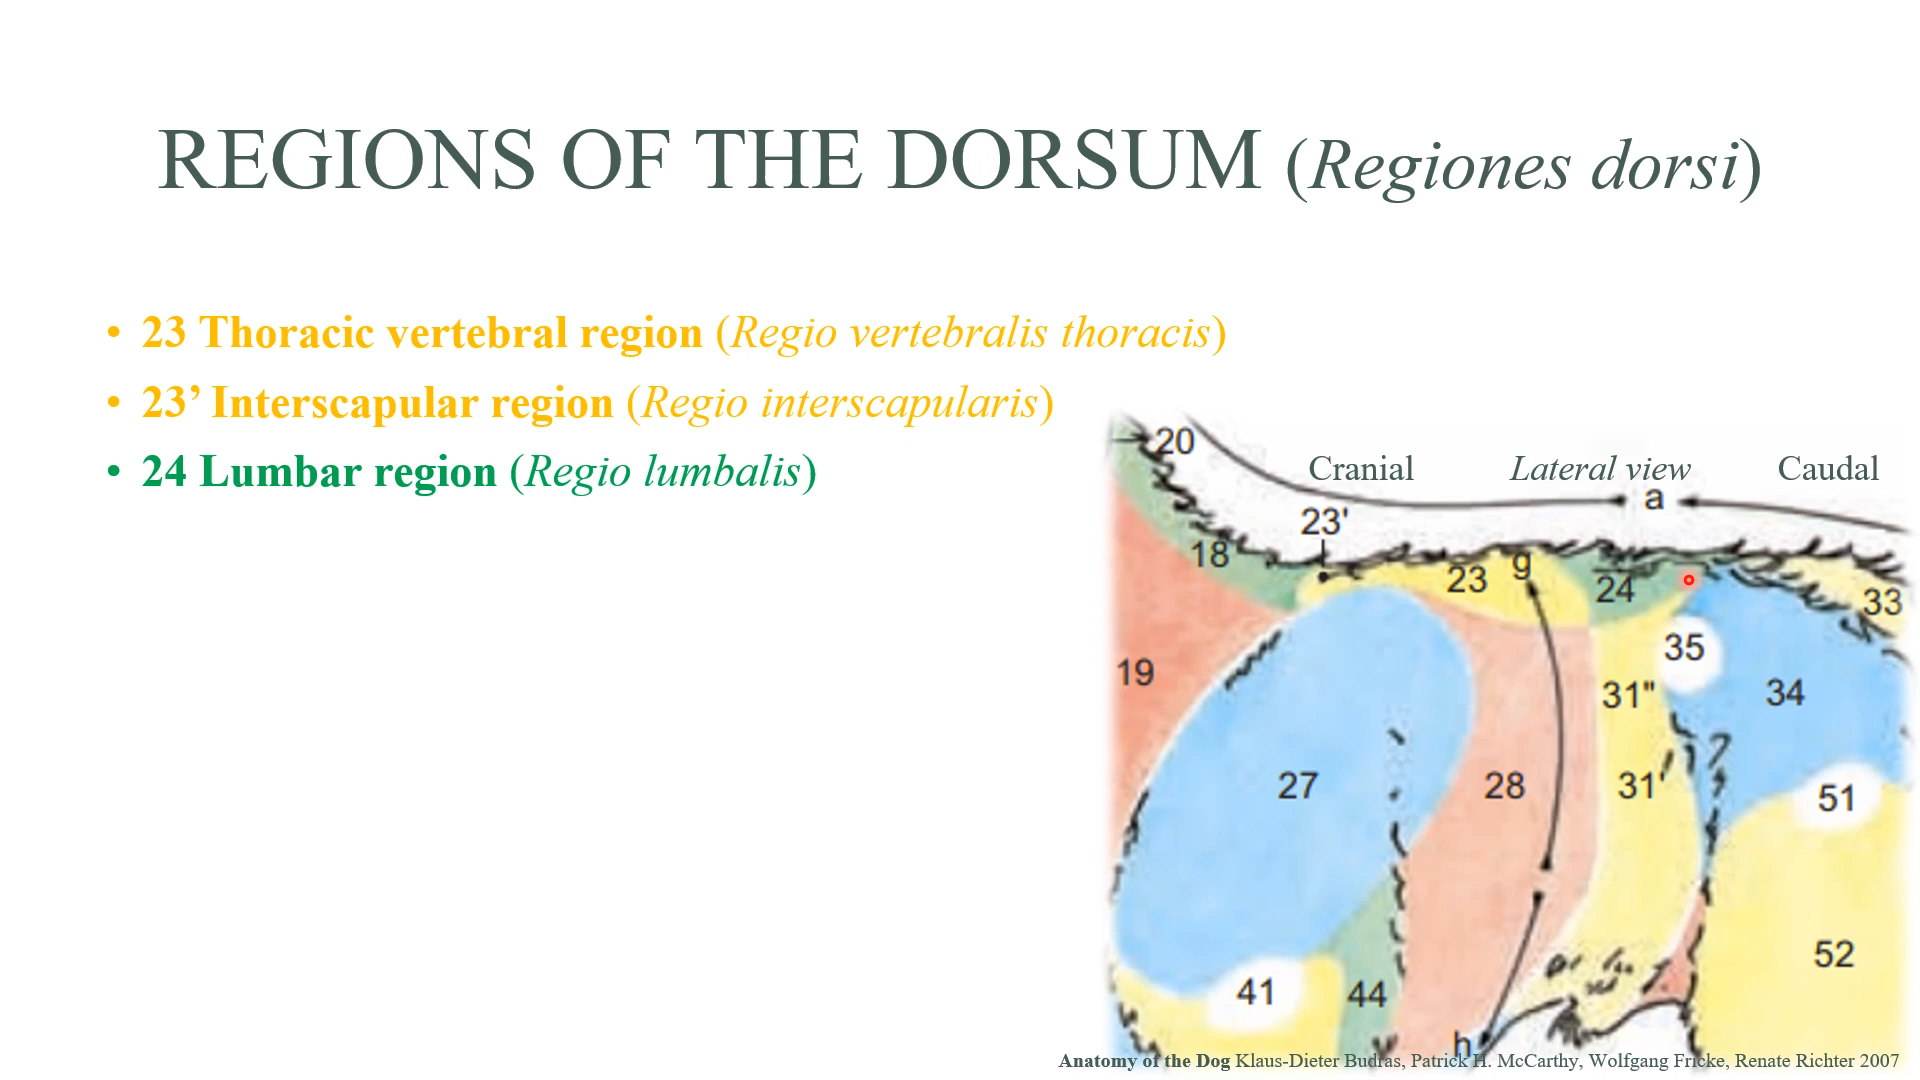 REGIONS OF THE DORSUM (Regiones dorsi)
• 23 Thoracic vertebral region (Regio vertebralis thoracis)
• 23’ Interscapular region (Regio interscapularis)
• 24 Lumbar region (Regio lumbalis)
20
Cranial
Lateral view
Caudal
a
23'
18
23
g
24
33
19
35
31"
34
27
28
31'
51
52
41
44
h
Anatomy of the Dog Klaus-Dieter Budras, Patrick H. McCarthy, Wolfgang Fricke, Renate Richter 2007